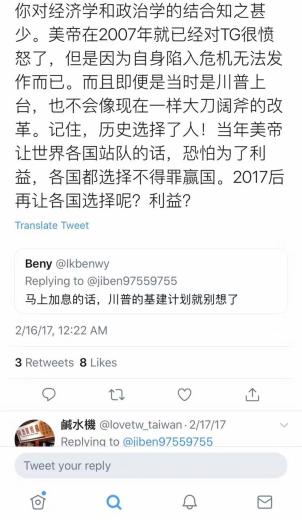 你对经济学和政治学的结合知之甚
少。美帝在2007年就已经对TG很愤
怒了，但是因为自身陷入危机无法发
作而已。而且即便是当时是川普上
台，也不会像现在一样大刀阔斧的改
革。记住，历史选择了人！当年美帝
让世界各国站队的话，恐怕为了利
益，各国都选择不得罪赢国。2017后
再让各国选择呢？利益？
Translate Tweet
Beny @lkbenwy
Replying to @jiben97559755
马上加息的话，川普的基建计划就别想了
2/16/17, 12:22 AM
3 Retweets 8 Likes
鹹水機 @lovetw_taiwan · 2/17/17
Replying to @jiben97559755
Tweet your reply